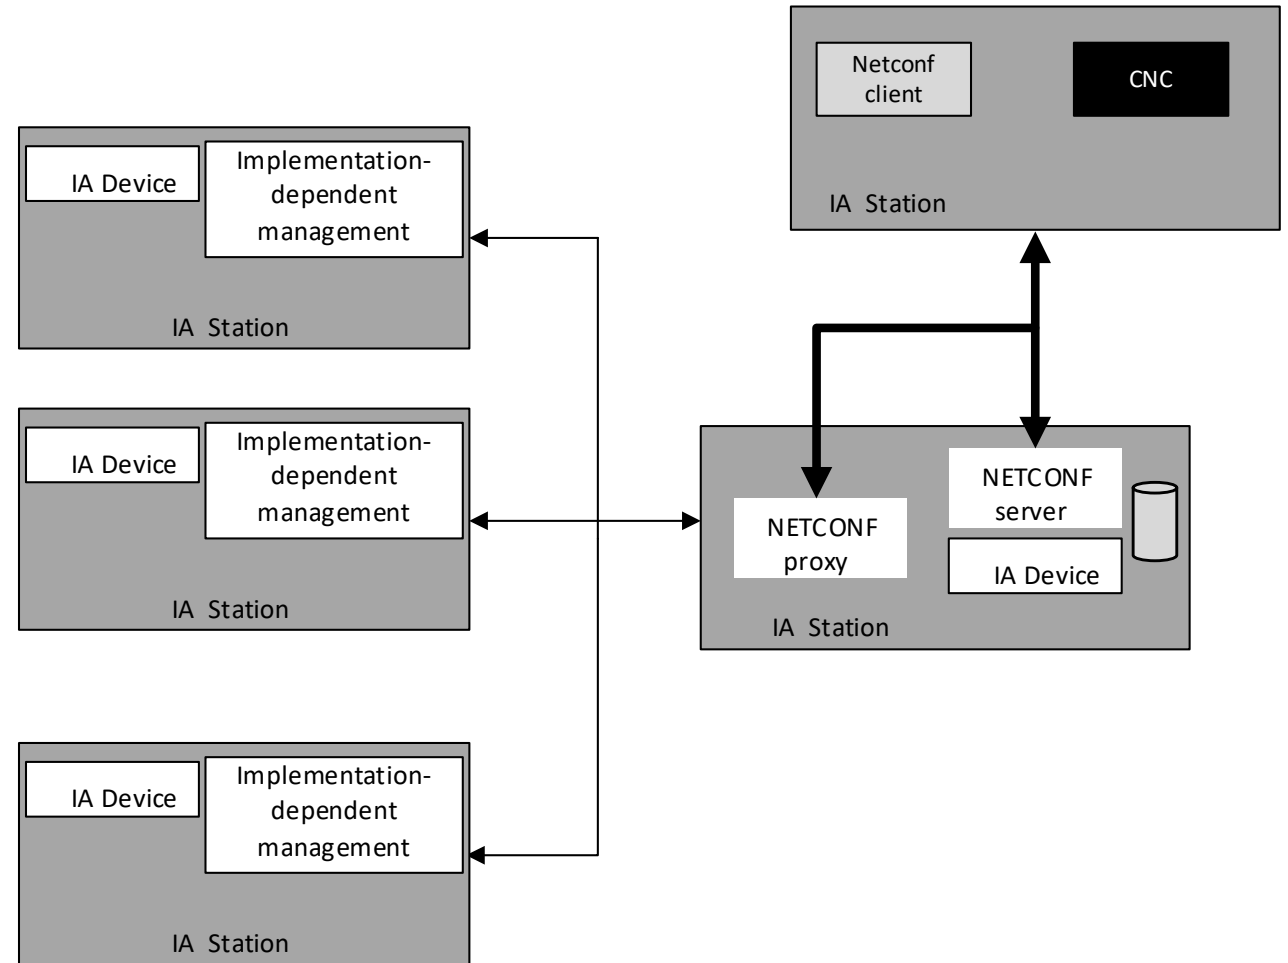 Netconf
client
CNC
IA Station
IA Device
Implementation-
dependent
management
IA Station
IA Device
Implementation-
dependent
management
IA Station
NETCONF
proxy
NETCONF
server
IA Device
IA Station
IA Device
Implementation-
dependent
management
IA Station